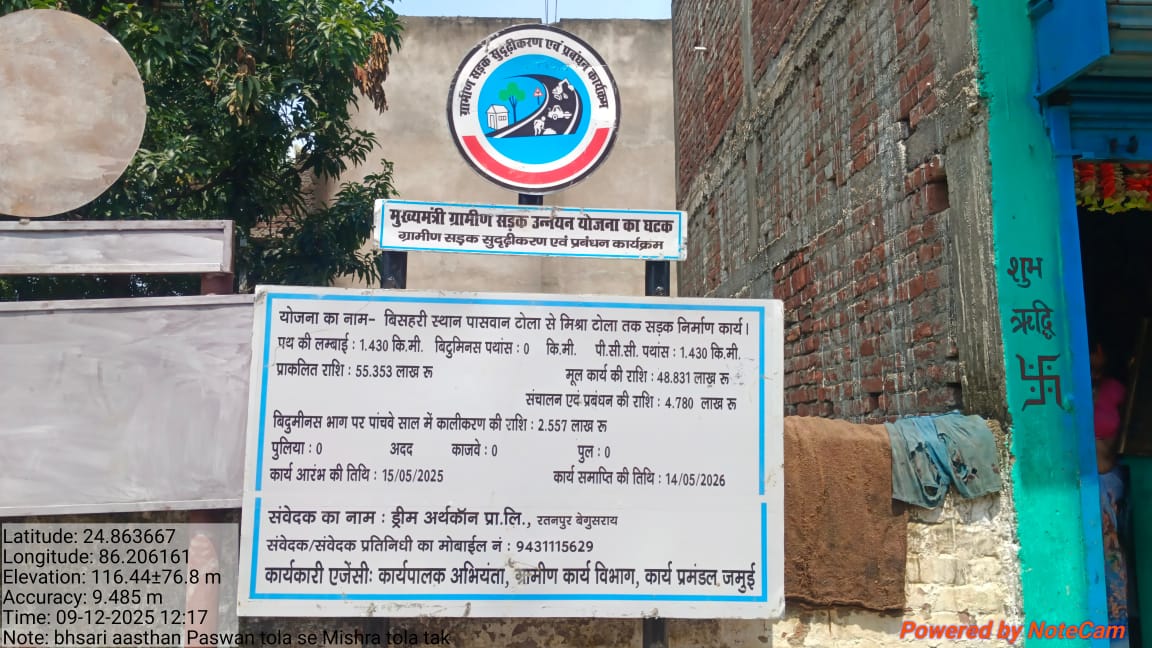 ग्रामीण सड़क सुदृढ़ीकरण एवं प्रबंधन कार्यक्रम
मुख्यमंत्री ग्रामीण सड़क उन्नयन योजना का घटक
ग्रामीण सड़क सुदृढ़ीकरण एवं प्रबंधन कार्यक्रम
योजना का नाम- बिसहरी स्थान पासवान टोला से मिश्रा टोला तक सड़क निर्माण कार्य।
पथ की लम्बाई : 1.430 कि.मी. बिटुमिनस पथांस : 0 कि.मी. पी.सी.सी. पथांस : 1.430 कि.मी.
प्राकलित राशि : 55.353 लाख रू मूल कार्य की राशि : 48.831 लाख रू
संचालन एवं प्रबंधन की राशि : 4.780 लाख रू
बिदुमीनस भाग पर पांचवे साल में कालीकरण की राशि : 2.557 लाख रू
पुलिया : 0 अदद काजवे : 0 पुल : 0
कार्य आरंभ की तिथि : 15/05/2025 कार्य समाप्ति की तिथि : 14/05/2026
संवेदक का नाम : ड्रीम अर्थकॉन प्रा.लि., रतनपुर बेगुसराय
संवेदक/संवेदक प्रतिनिधी का मोबाईल नं : 9431115629
कार्यकारी एजेंसी: कार्यपालक अभियंता, ग्रामीण कार्य विभाग, कार्य प्रमंडल, जमुई
शुभ
ऋद्धि
Latitude: 24.863667
Longitude: 86.206161
Elevation: 116.44±76.8 m
Accuracy: 9.485 m
Time: 09-12-2025 12:17
Note: bhsari aasthan Paswan tola se Mishra tola tak
Powered by NoteCam